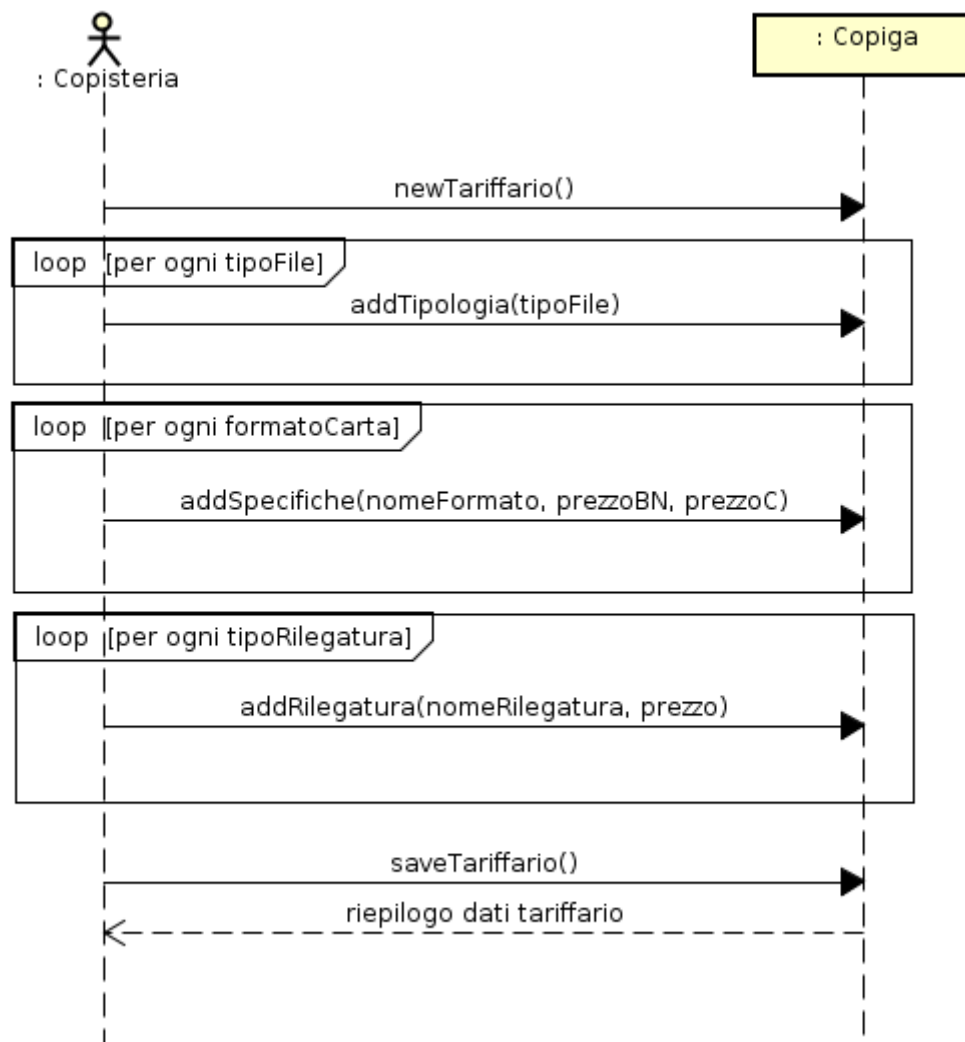 : Copisteria
: Copiga
newTariffario()
loop [per ogni tipoFile]
addTipologia(tipoFile)
loop [per ogni formatoCarta]
addSpecifiche(nomeFormato, prezzoBN, prezzoC)
loop [per ogni tipoRilegatura]
addRilegatura(nomeRilegatura, prezzo)
saveTariffario()
riepilogo dati tariffario